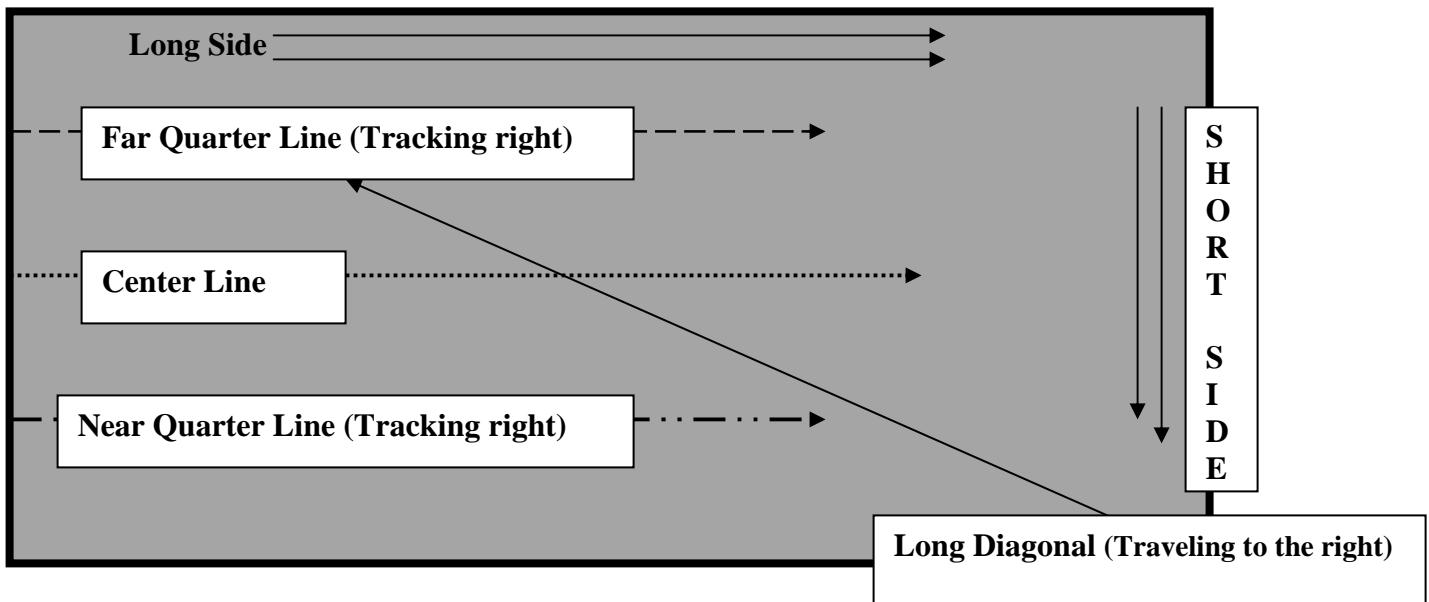 Long Side
Far Quarter Line (Tracking right)
Center Line
Near Quarter Line (Tracking right)
S
H
O
R
T
S
I
D
E
Long Diagonal (Traveling to the right)